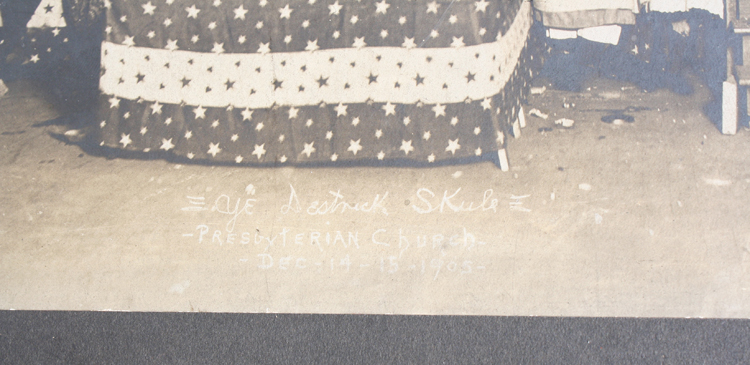 = Ye Destrick Skule =
- PRESBYTERIAN Church -
- DEC - 14 - 15 - 1905 -